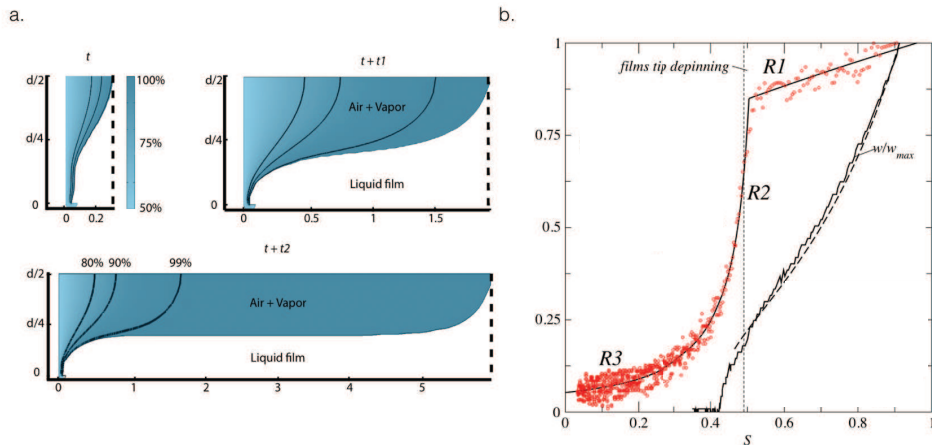 a.
t
d/2
d/4
0
0
0.2
100%
75%
50%
t+t1
d/2
d/4
0
Air+Vapor
Liquid film
0
0.5
1
1.5
t+t2
80% 90% 99%
d/2
d/4
0
Air+Vapor
Liquid film
0
1
2
3
4
5
b.
1
0.75
0.5
0.25
0
films tip depinning
R1
R2
R3
w/wmax
0
0.2
0.4
0.6
0.8
1
S